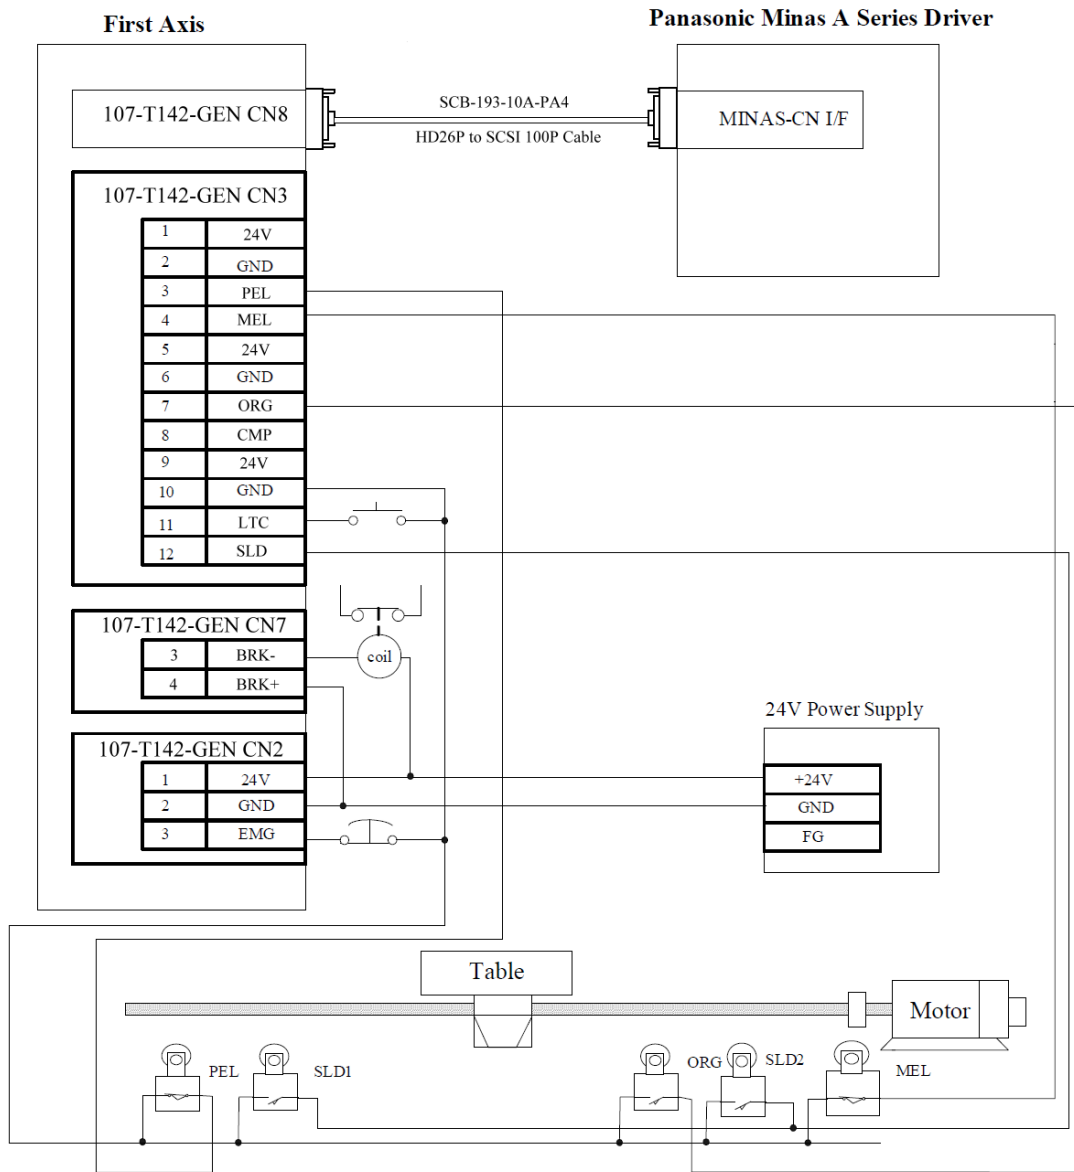 First Axis
Panasonic Minas A Series Driver
107-T142-GEN CN8
SCB-193-10A-PA4
HD26P to SCSI 100P Cable
MINAS-CN I/F
107-T142-GEN CN3
1 24V
2 GND
3 PEL
4 MEL
5 24V
6 GND
7 ORG
8 CMP
9 24V
10 GND
11 LTC
12 SLD
107-T142-GEN CN7
3 BRK-
4 BRK+
coil
107-T142-GEN CN2
1 24V
2 GND
3 EMG
24V Power Supply
+24V
GND
FG
Table
Motor
PEL
SLD1
ORG
SLD2
MEL